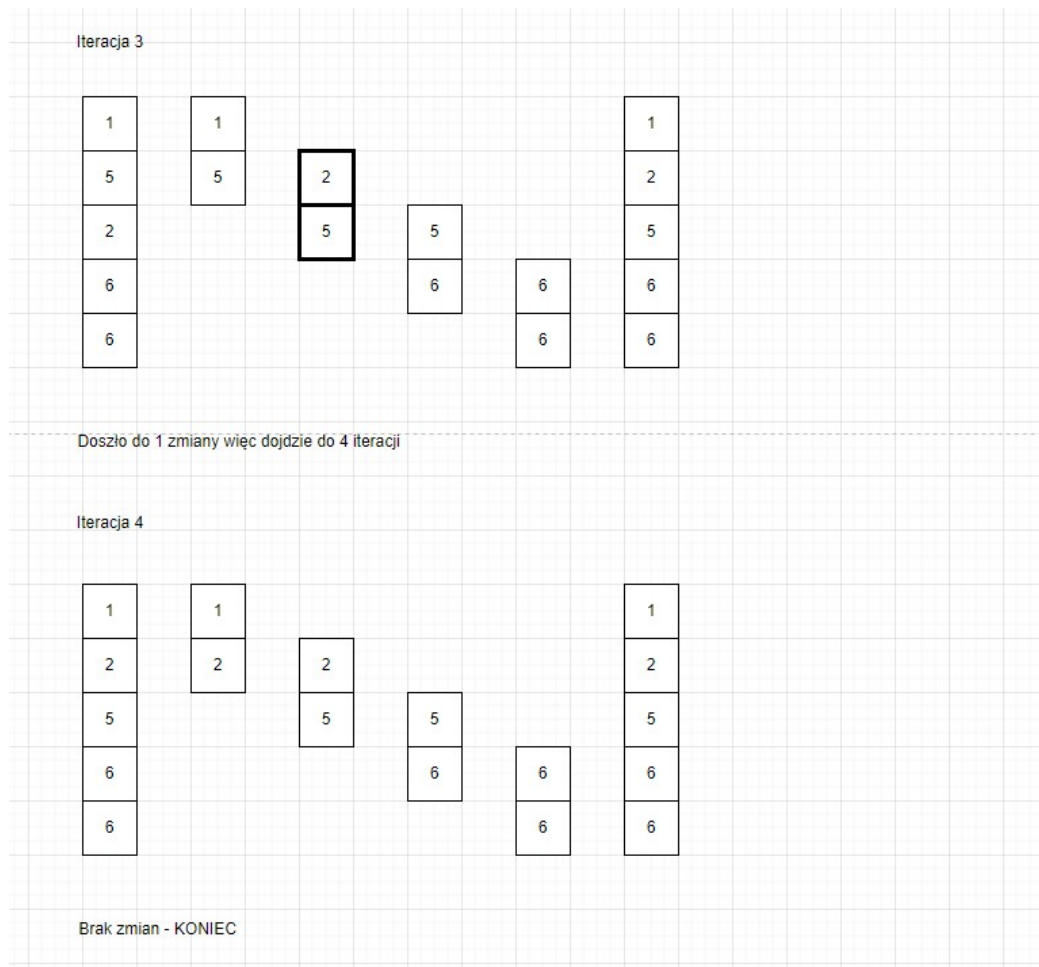 Iteracja 3
1 1 1
5 5 2 2
2 5 5 5
6 6 6 6
6 6 6
Doszło do 1 zmiany więc dojdzie do 4 iteracji
Iteracja 4
1 1 1
2 2 2 2
5 5 5 5
6 6 6 6
6 6 6
Brak zmian - KONIEC